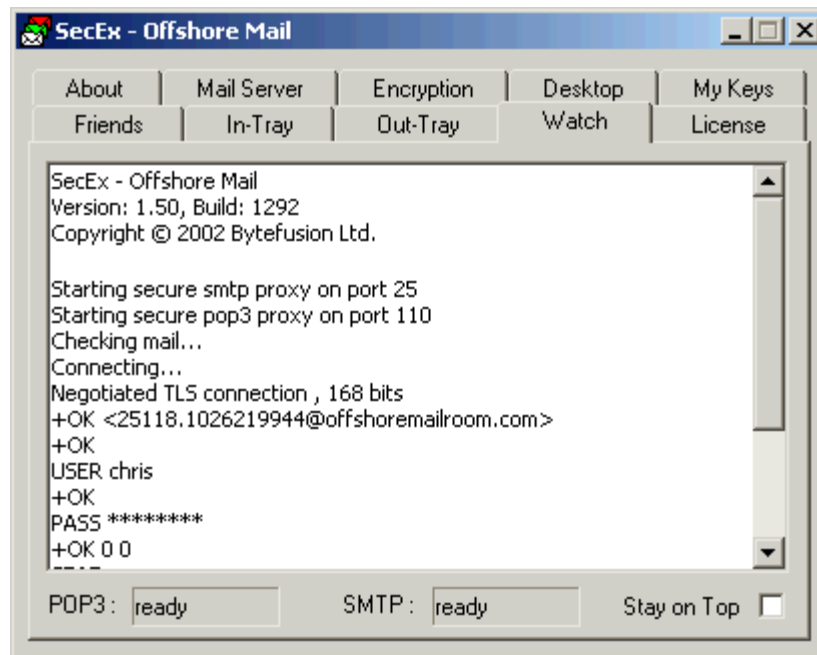 SecEx - Offshore Mail
About Mail Server Encryption Desktop My Keys
Friends In-Tray Out-Tray Watch License
SecEx - Offshore Mail
Version: 1.50, Build: 1292
Copyright © 2002 Bytefusion Ltd.
Starting secure smtp proxy on port 25
Starting secure pop3 proxy on port 110
Checking mail...
Connecting...
Negotiated TLS connection , 168 bits
+OK <25118.1026219944@offshoremailroom.com>
+OK
USER chris
+OK
PASS ********
+OK 0 0
POP3 : ready SMTP : ready Stay on Top